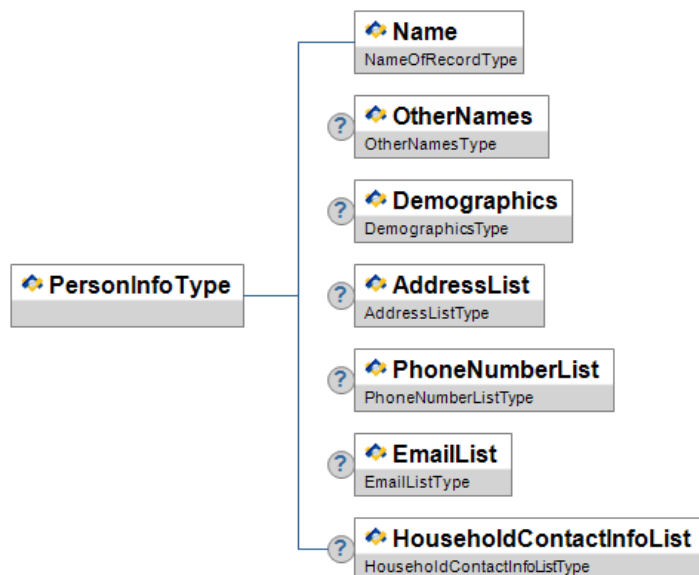 Name
NameOfRecordType
?
OtherNames
OtherNamesType
?
Demographics
DemographicsType
PersonInfoType
?
AddressList
AddressListType
?
PhoneNumberList
PhoneNumberListType
?
EmailList
EmailListType
?
HouseholdContactInfoList
HouseholdContactInfoListType